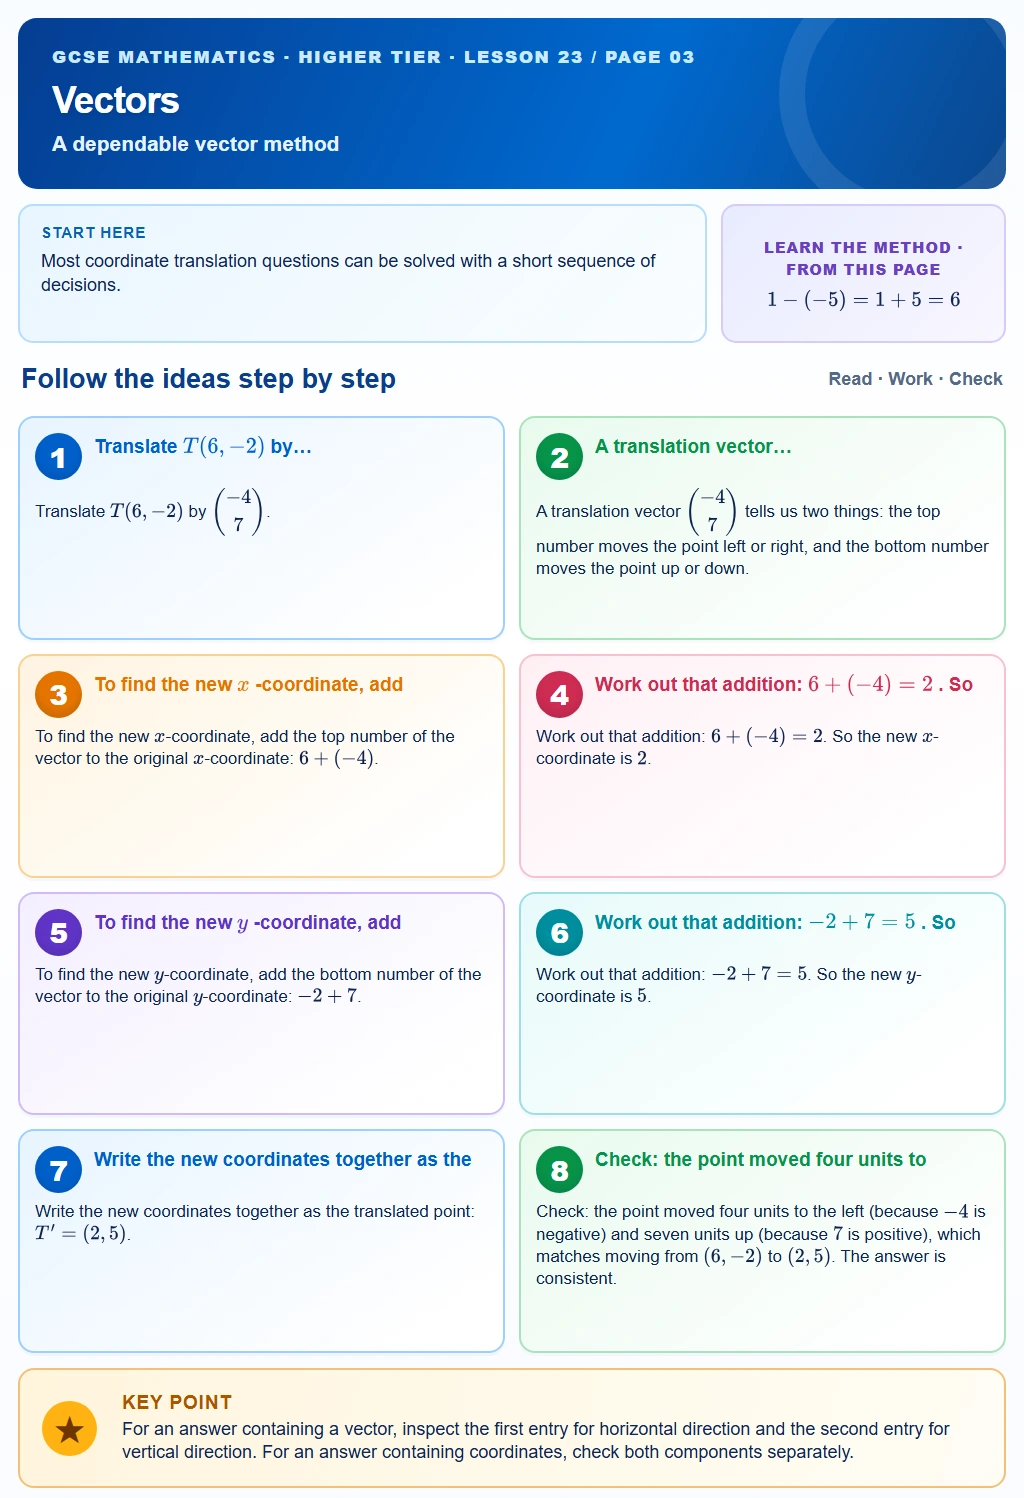 GCSE MATHEMATICS · HIGHER TIER · LESSON 23 / PAGE 03
Vectors
A dependable vector method
START HERE
Most coordinate translation questions can be solved with a short sequence of
decisions.
LEARN THE METHOD ·
FROM THIS PAGE
1 − (−5) = 1 + 5 = 6
Follow the ideas step by step
Read · Work · Check
1
Translate T(6, −2) by…
Translate T(6, −2) by (−4 7).
2
A translation vector…
A translation vector (−4 7) tells us two things: the top
number moves the point left or right, and the bottom number
moves the point up or down.
3
To find the new x -coordinate, add
To find the new x-coordinate, add the top number of the
vector to the original x-coordinate: 6 + (−4).
4
Work out that addition: 6 + (−4) = 2 . So
Work out that addition: 6 + (−4) = 2. So the new x-
coordinate is 2.
5
To find the new y -coordinate, add
To find the new y-coordinate, add the bottom number of the
vector to the original y-coordinate: −2 + 7.
6
Work out that addition: −2 + 7 = 5 . So
Work out that addition: −2 + 7 = 5. So the new y-
coordinate is 5.
7
Write the new coordinates together as the
Write the new coordinates together as the translated point:
T′ = (2, 5).
8
Check: the point moved four units to
Check: the point moved four units to the left (because −4 is
negative) and seven units up (because 7 is positive), which
matches moving from (6, −2) to (2, 5). The answer is
consistent.
KEY POINT
For an answer containing a vector, inspect the first entry for horizontal direction and the second entry for
vertical direction. For an answer containing coordinates, check both components separately.